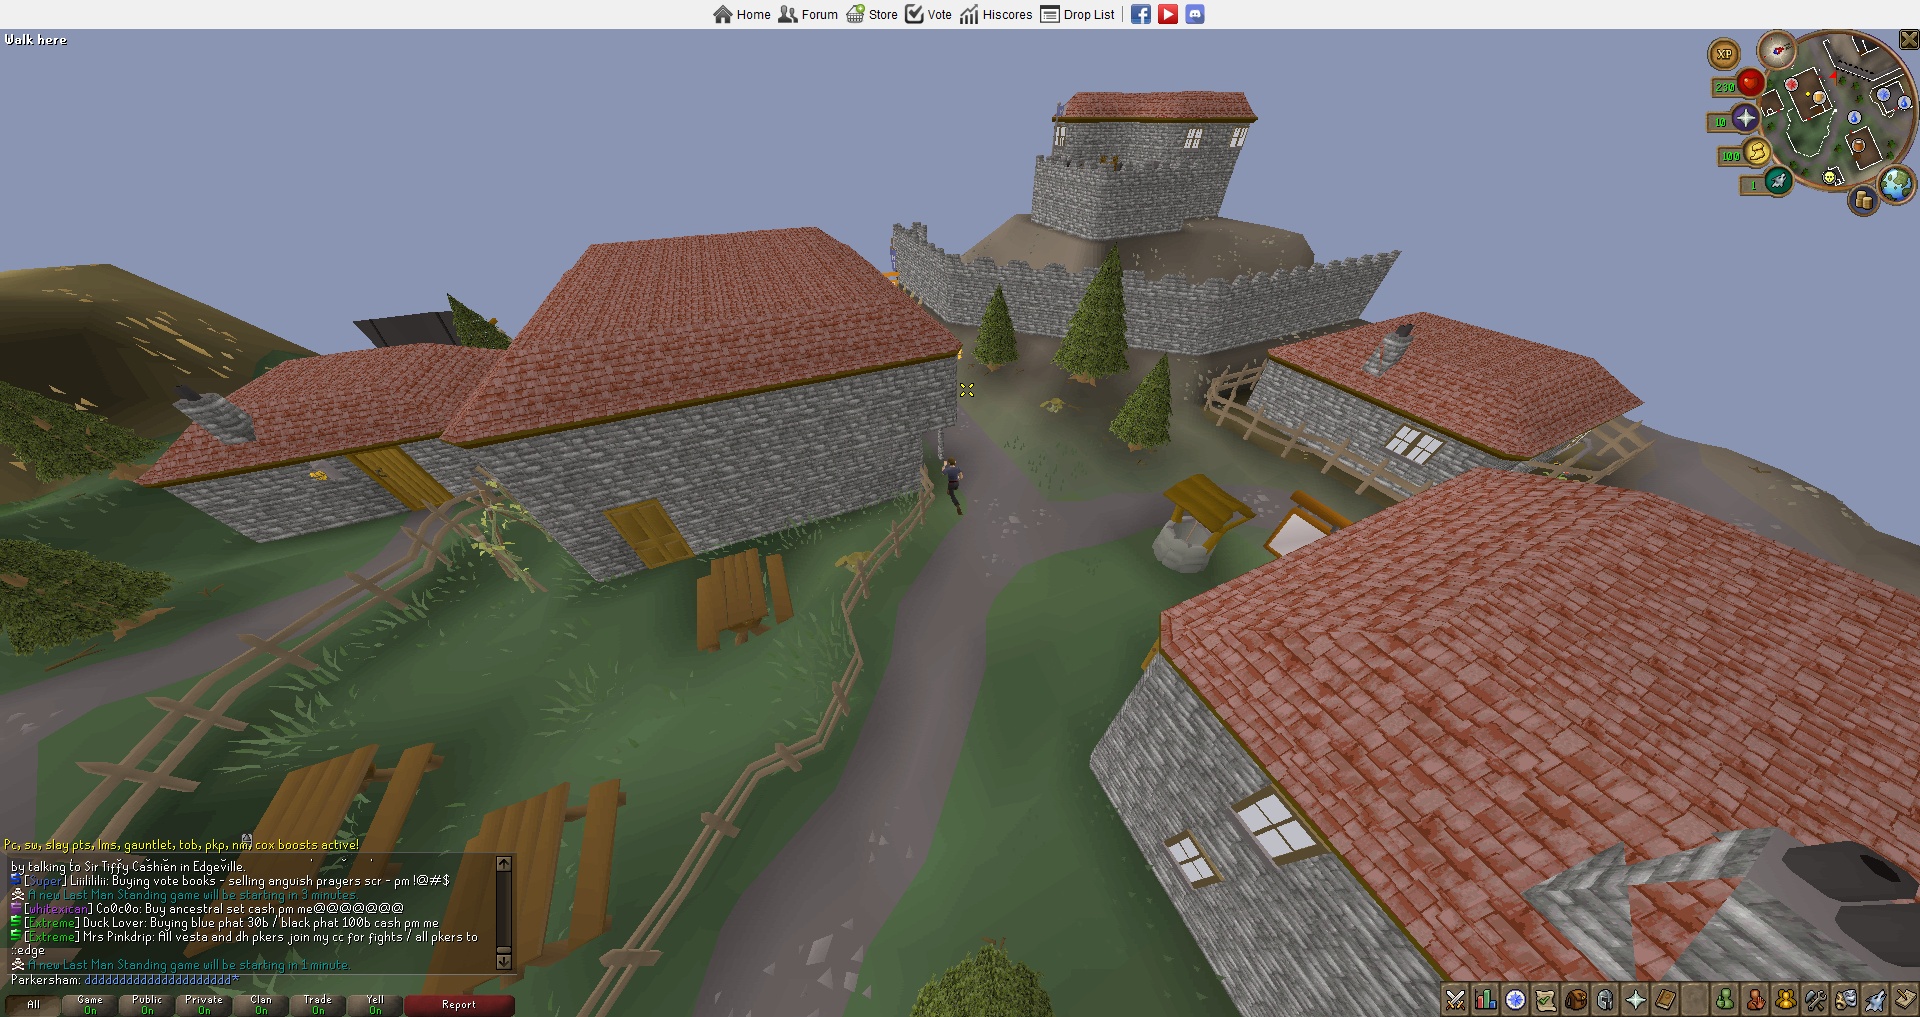 Home Forum Store Vote Hiscores Drop List
Walk here
XP
230
10
100
1
Pc, sw, slay pts, lms, gauntlet, tob, pkp, nm, cox boosts active!
by talking to Sir Tiffy Cashien in Edgeville.
[Super] Liiilililii: Buying vote books - selling anguish prayers scr - pm !@#$
A new Last Man Standing game will be starting in 3 minutes.
[whitexican] Co0c0o: Buy ancestral set cash pm me@@@@@@@
[Extreme] Duck Lover: Buying blue phat 30b / black phat 100b cash pm me
[Extreme] Mrs Pinkdrip: All vesta and dh pkers join my cc for fights / all pkers to
::edge
A new Last Man Standing game will be starting in 1 minute.
Parkersham: ddddddddddddddddddddd*
All Game Public Private Clan Trade Yell Report
On On On On On On